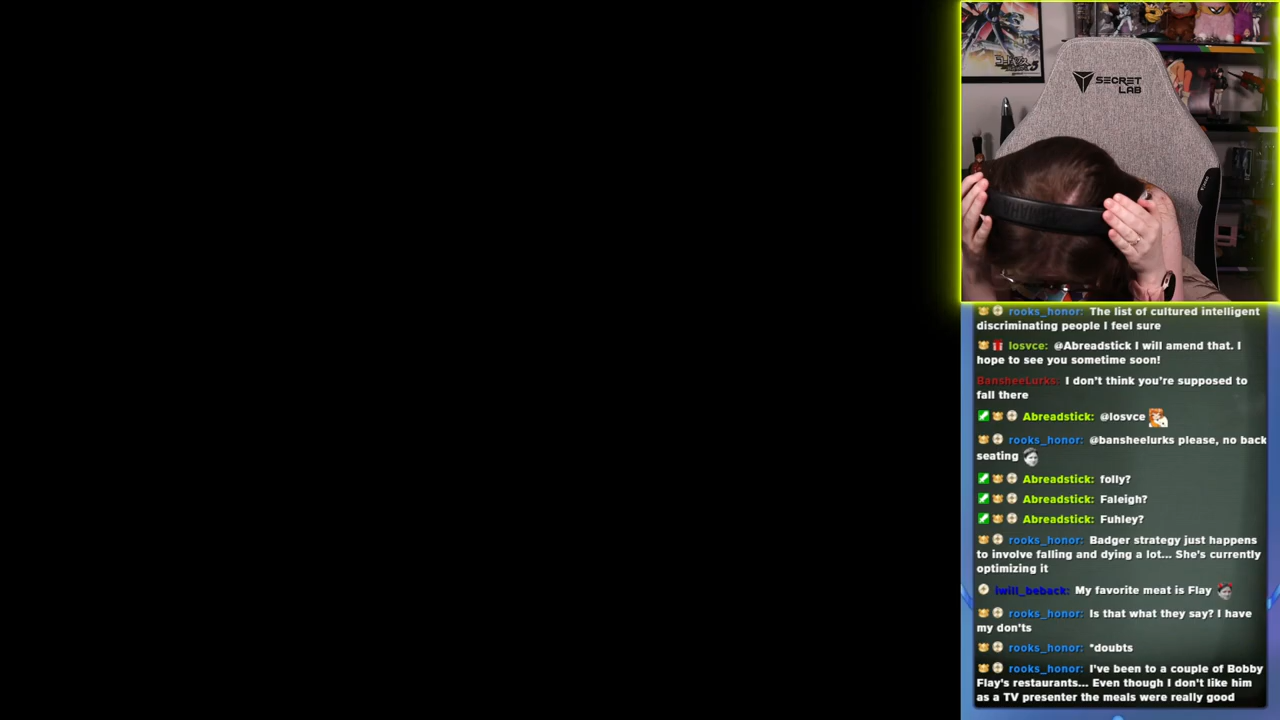 SECRET
LAB
rooks_honor: The list of cultured intelligent
discriminating people I feel sure
losvce: @Abreadstick I will amend that. I
hope to see you sometime soon!
BansheeLurks: I don't think you're supposed to
fall there
Abreadstick: @losvce
rooks_honor: @bansheelurks please, no back
seating
Abreadstick: folly?
Abreadstick: Faleigh?
Abreadstick: Fuhley?
rooks_honor: Badger strategy just happens
to involve falling and dying a lot... She's currently
optimizing it
iwill_beback: My favorite meat is Flay
rooks_honor: Is that what they say? I have
my don'ts
rooks_honor: *doubts
rooks_honor: I've been to a couple of Bobby
Flay's restaurants... Even though I don't like him
as a TV presenter the meals were really good